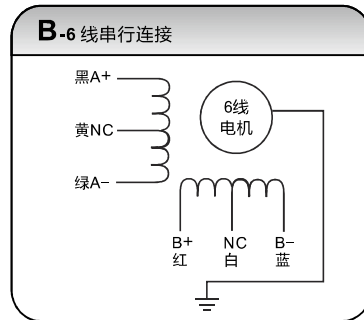 B-6 线串行连接
黑A+
黄NC
绿A-
6线
电机
B+ NC B-
红 白 蓝